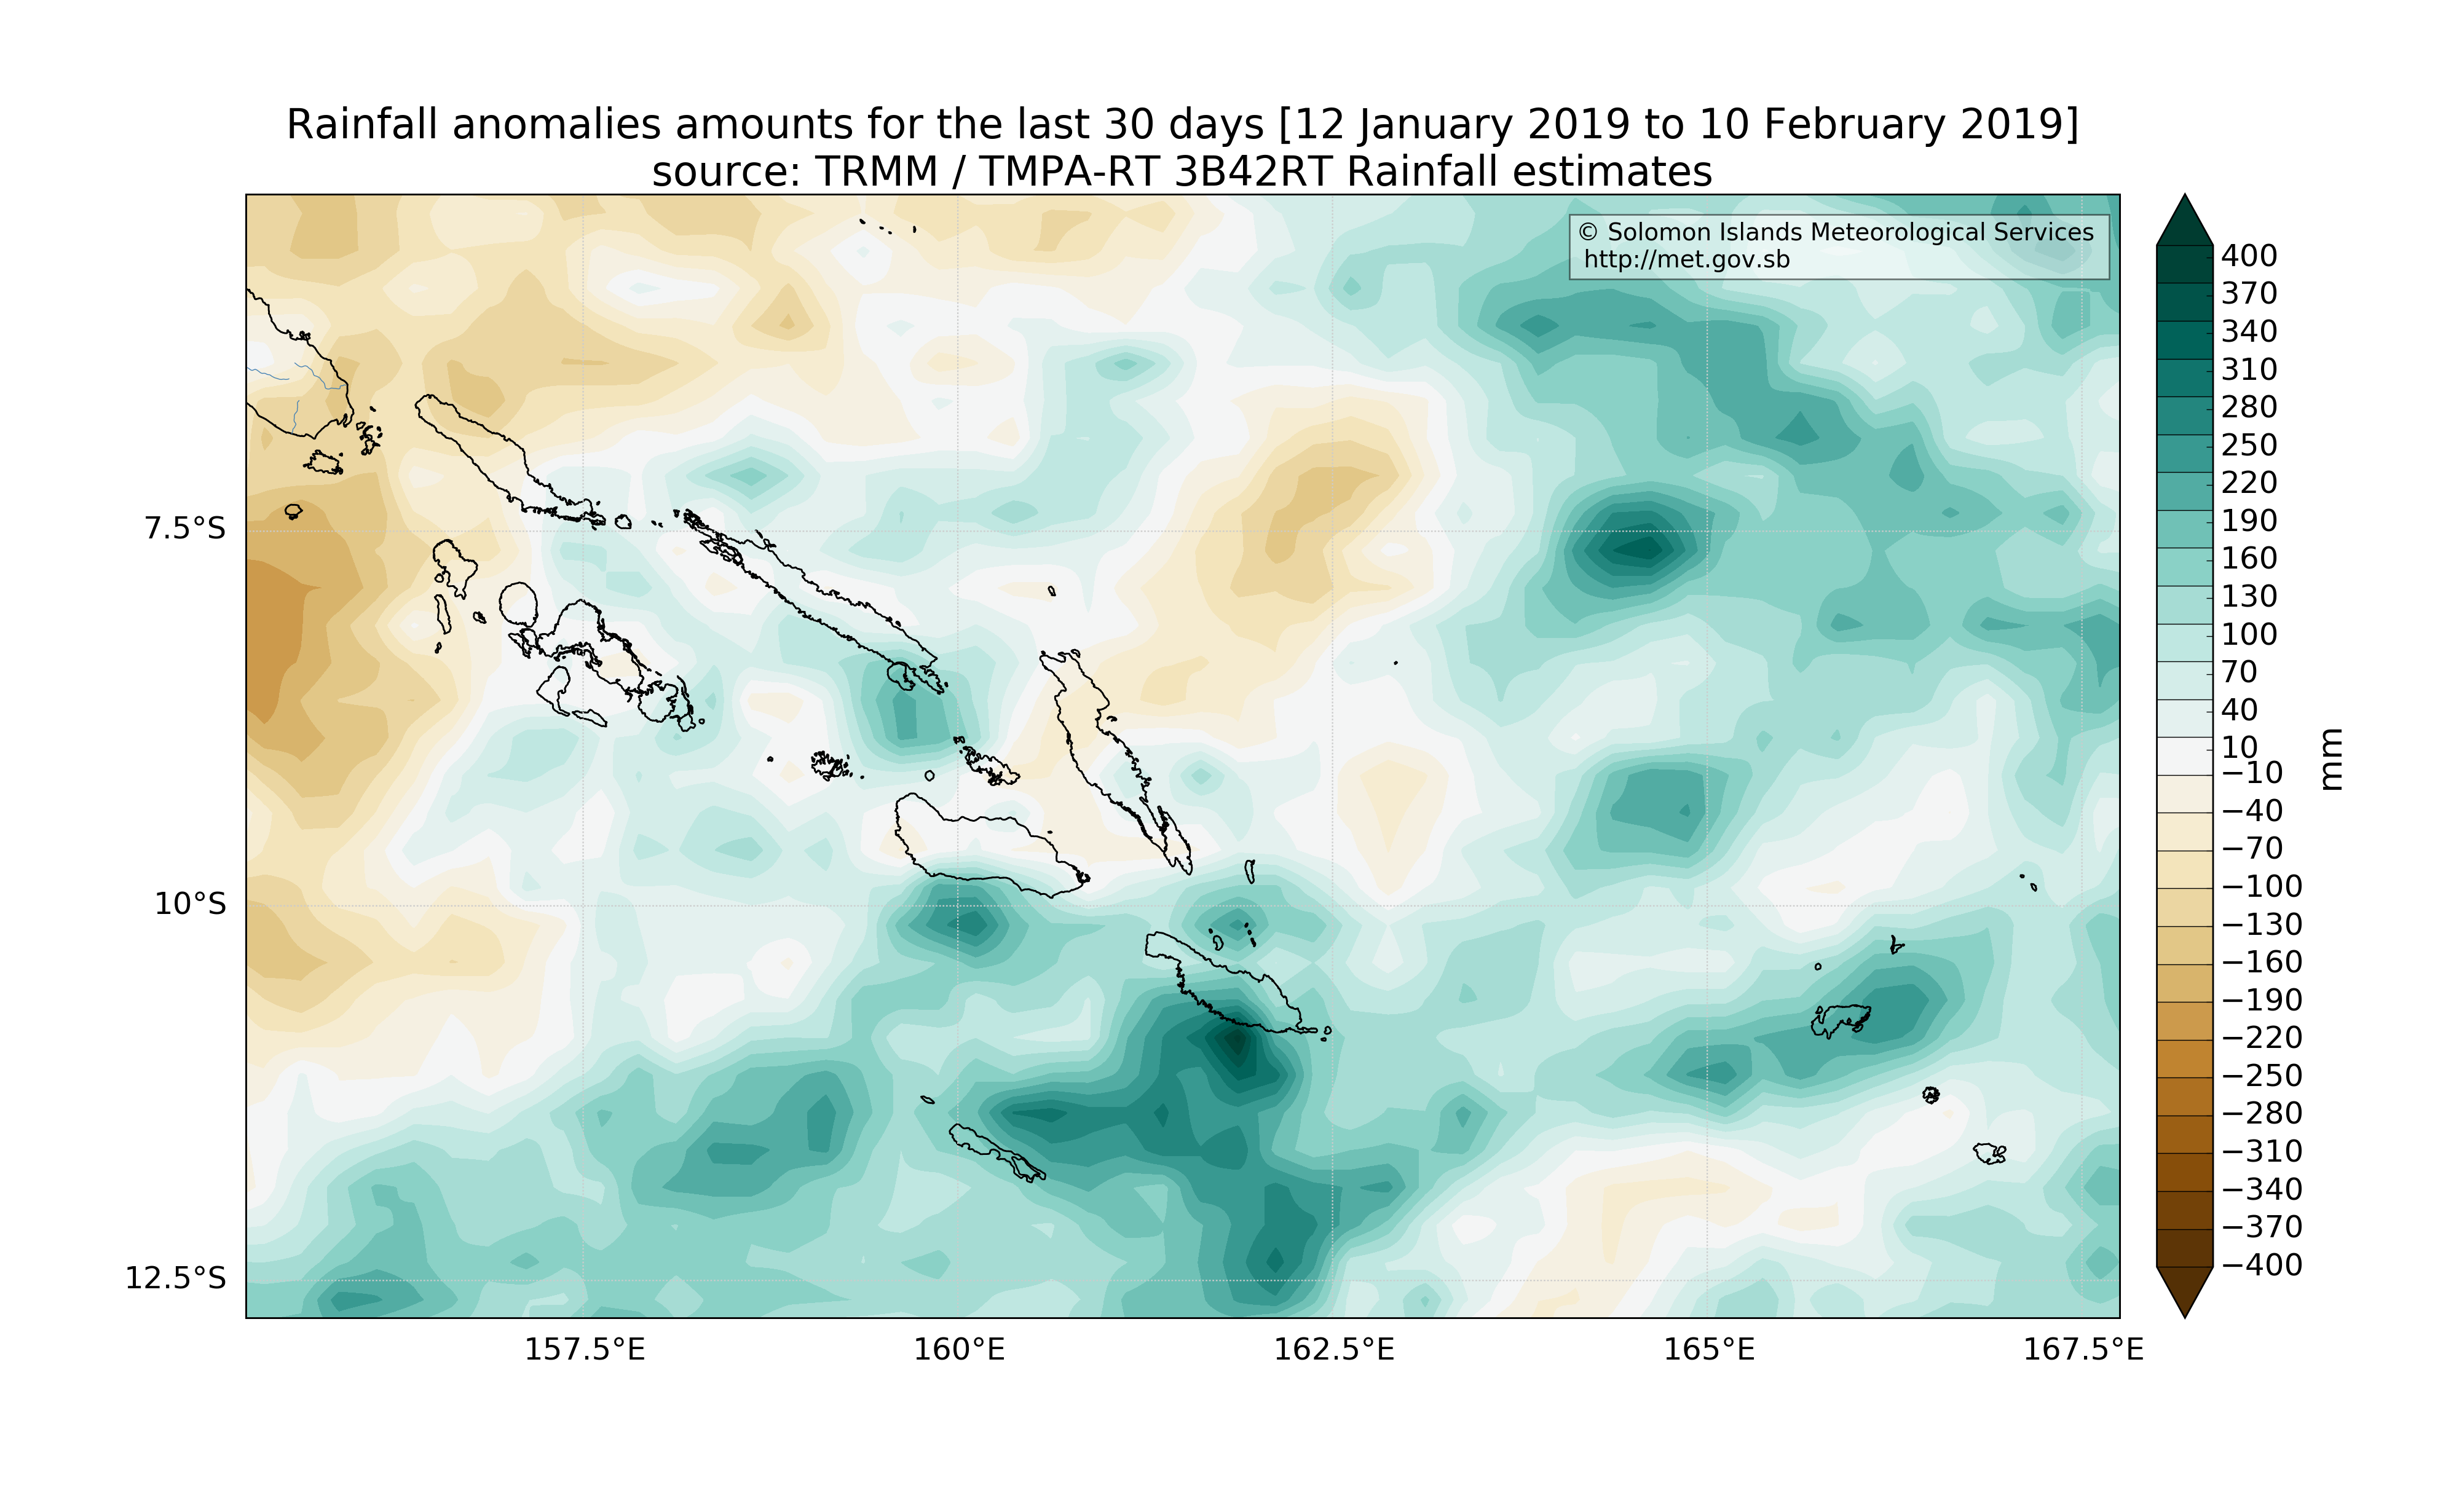 Rainfall anomalies amounts for the last 30 days [12 January 2019 to 10 February 2019]
source: TRMM / TMPA-RT 3B42RT Rainfall estimates
© Solomon Islands Meteorological Services
http://met.gov.sb
7.5°S
10°S
12.5°S
157.5°E
160°E
162.5°E
165°E
167.5°E
400
370
340
310
280
250
220
190
160
130
100
70
40
10
−10
−40
−70
−100
−130
−160
−190
−220
−250
−280
−310
−340
−370
−400
mm